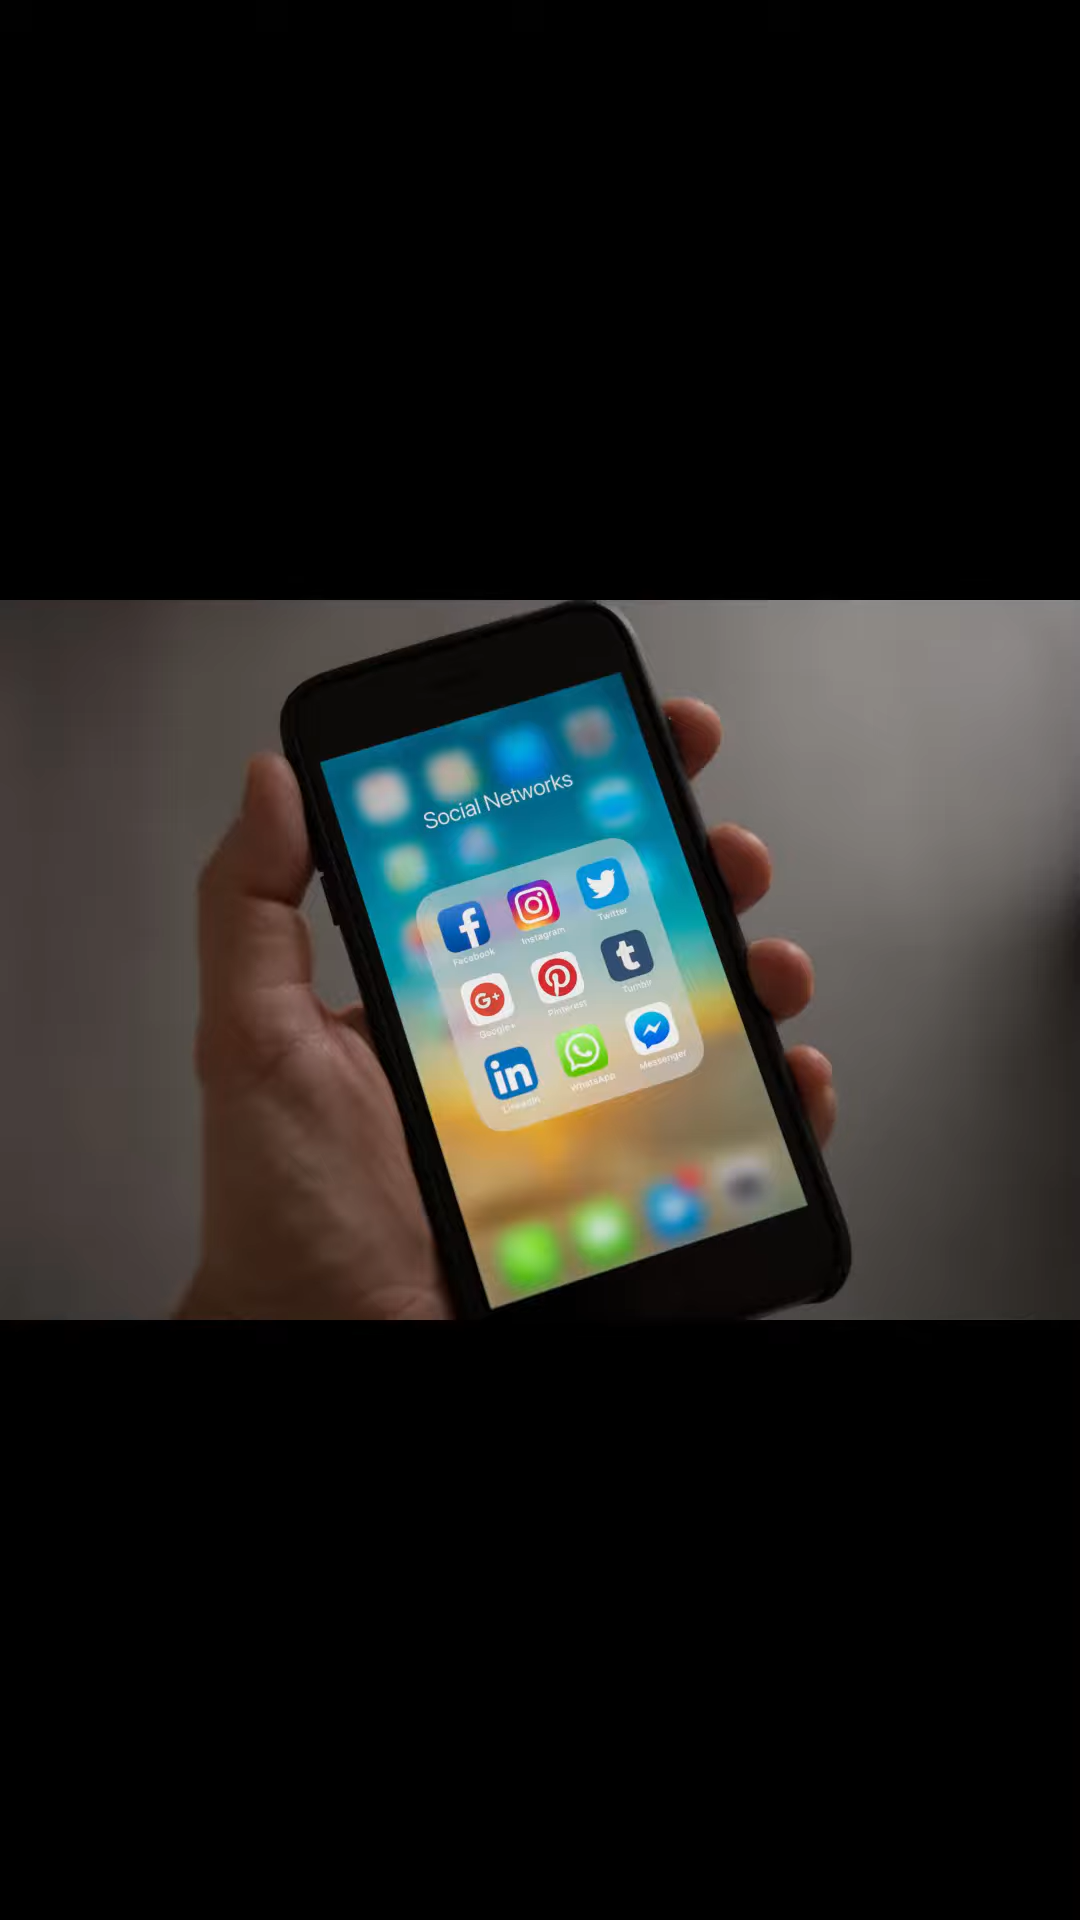 Social Networks
Facebook
Instagram
Twitter
Google+
Pinterest
Tumblr
LinkedIn
WhatsApp
Messenger